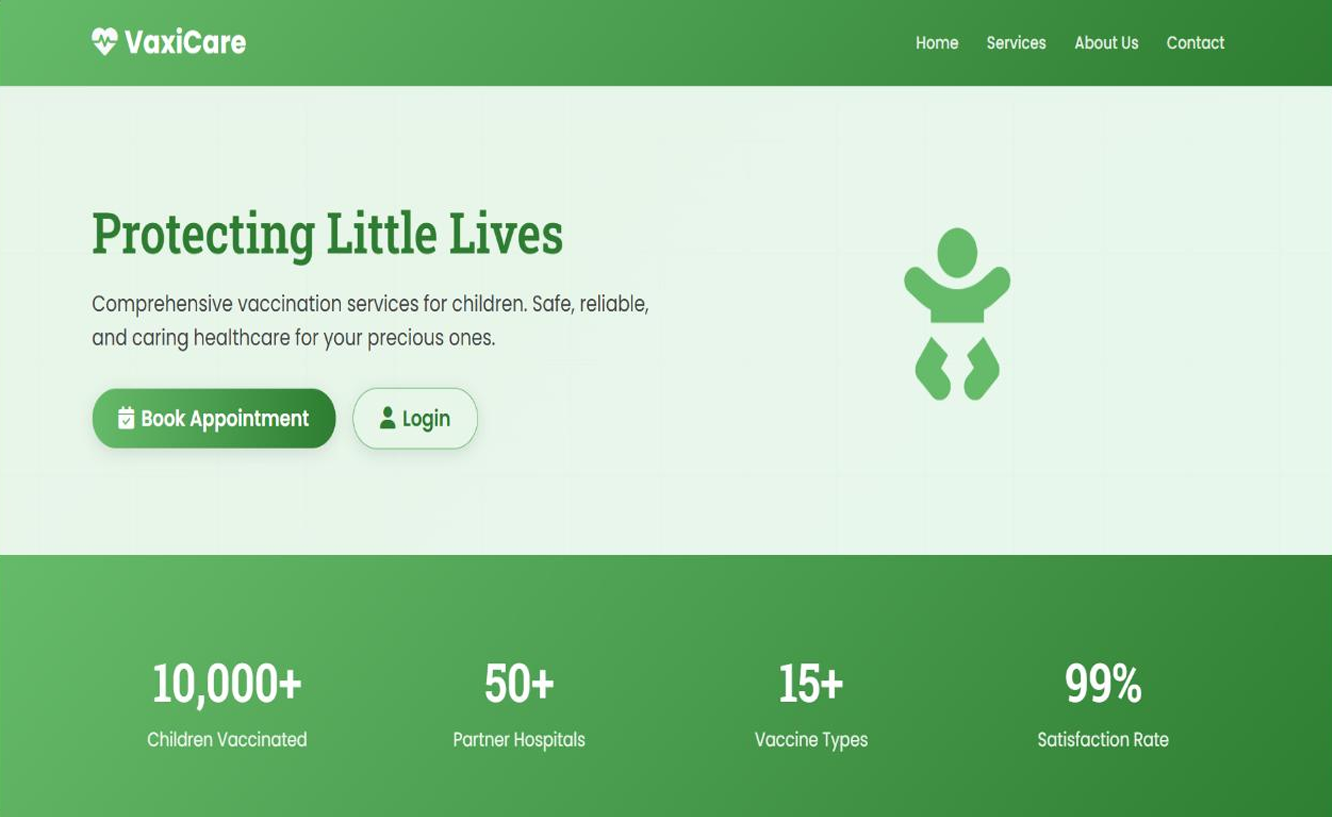 VaxiCare
Home
Services
About Us
Contact
Protecting Little Lives
Comprehensive vaccination services for children. Safe, reliable,
and caring healthcare for your precious ones.
Book Appointment
Login
10,000+
Children Vaccinated
50+
Partner Hospitals
15+
Vaccine Types
99%
Satisfaction Rate